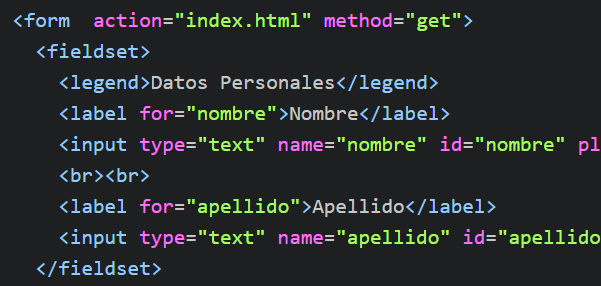 <form  action="index.html" method="get">
<fieldset>
<legend>Datos Personales</legend>
<label for="nombre">Nombre</label>
<input type="text" name="nombre" id="nombre" pl
<br><br>
<label for="apellido">Apellido</label>
<input type="text" name="apellido" id="apellido
</fieldset>